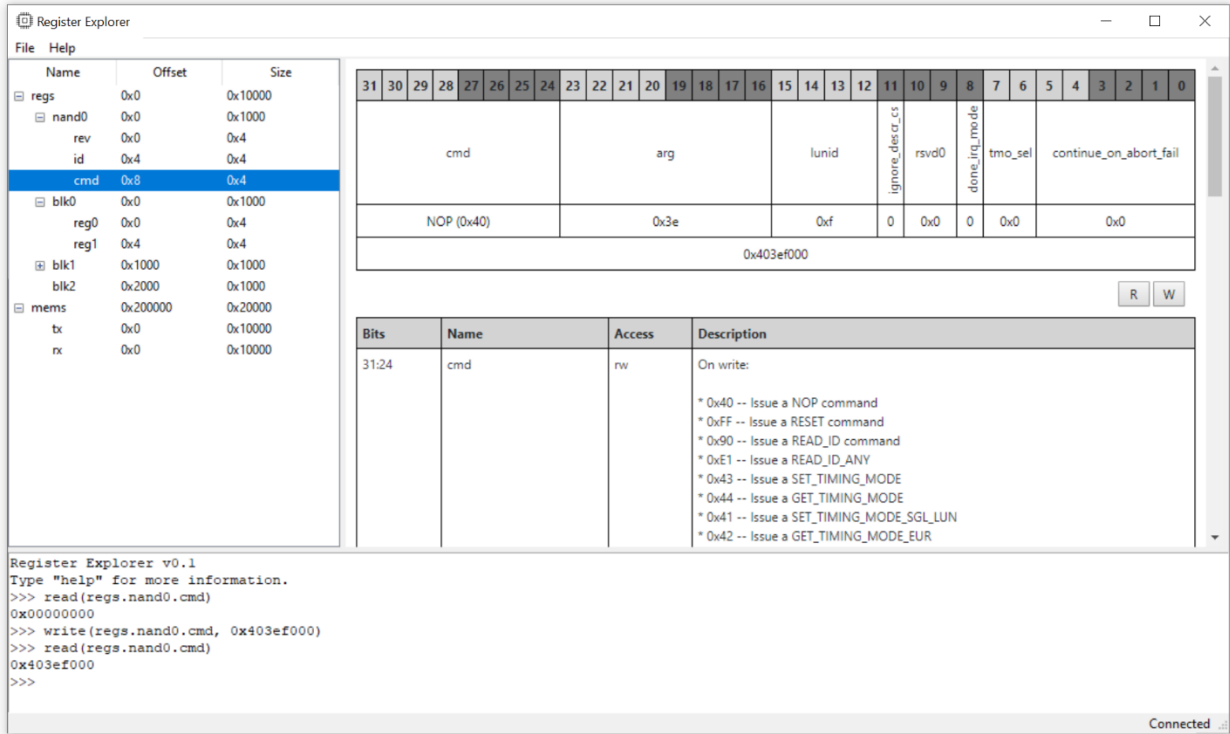 Register Explorer
File Help
Name Offset Size
regs 0x0 0x10000
nand0 0x0 0x1000
rev 0x0 0x4
id 0x4 0x4
cmd 0x8 0x4
blk0 0x0 0x1000
reg0 0x0 0x4
reg1 0x4 0x4
blk1 0x1000 0x1000
blk2 0x2000 0x1000
mems 0x200000 0x20000
tx 0x0 0x10000
rx 0x0 0x10000
31 30 29 28 27 26 25 24 23 22 21 20 19 18 17 16 15 14 13 12 11 10 9 8 7 6 5 4 3 2 1 0
cmd arg lunid ignore_descr_cs rsvd0 done_irq_mode tmo_sel continue_on_abort_fail
NOP (0x40) 0x3e 0xf 0 0x0 0 0x0 0x0
0x403ef000
R W
Bits Name Access Description
31:24 cmd rw On write:
* 0x40 -- Issue a NOP command
* 0xFF -- Issue a RESET command
* 0x90 -- Issue a READ_ID command
* 0xE1 -- Issue a READ_ID_ANY
* 0x43 -- Issue a SET_TIMING_MODE
* 0x44 -- Issue a GET_TIMING_MODE
* 0x41 -- Issue a SET_TIMING_MODE_SGL_LUN
* 0x42 -- Issue a GET_TIMING_MODE_EUR
Register Explorer v0.1
Type "help" for more information.
>>> read(regs.nand0.cmd)
0x00000000
>>> write(regs.nand0.cmd, 0x403ef000)
>>> read(regs.nand0.cmd)
0x403ef000
>>>
Connected